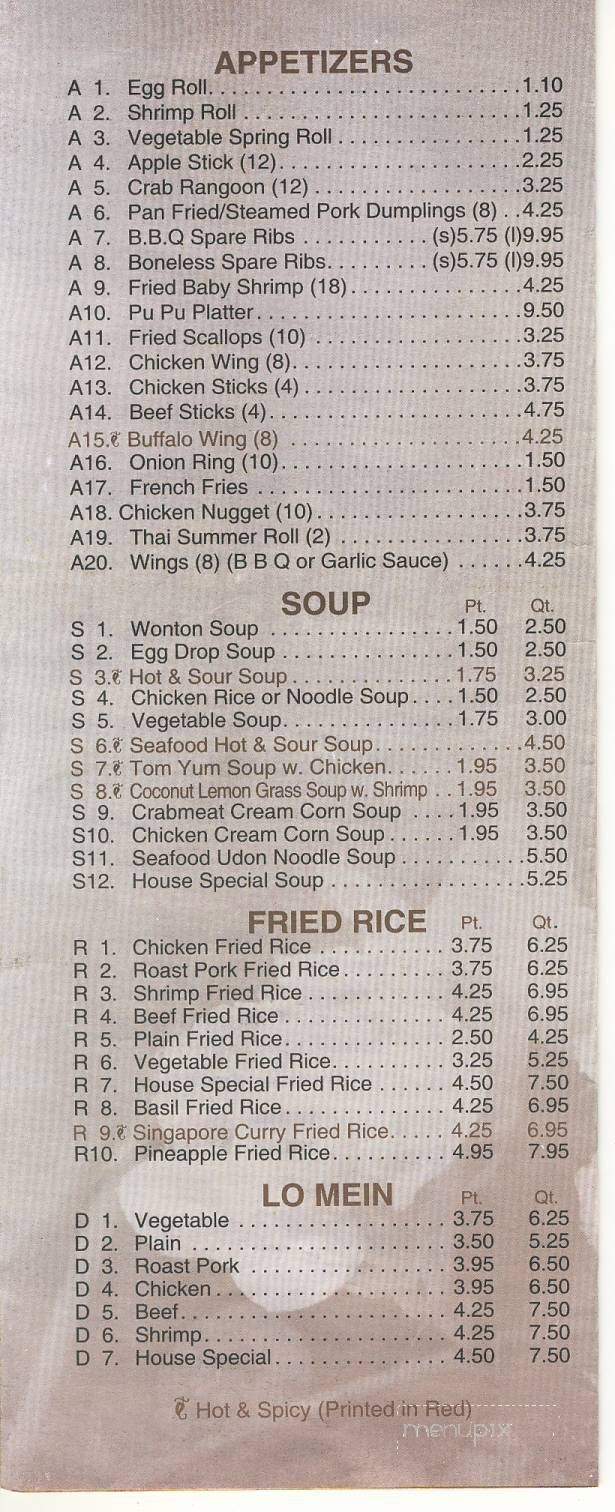 APPETIZERS
A 1. Egg Roll. . . . . . . . . . . . . . . . . . . . . . . . . . .1.10
A 2. Shrimp Roll . . . . . . . . . . . . . . . . . . . . . . . .1.25
A 3. Vegetable Spring Roll . . . . . . . . . . . . . . . .1.25
A 4. Apple Stick (12). . . . . . . . . . . . . . . . . . . . .2.25
A 5. Crab Rangoon (12) . . . . . . . . . . . . . . . . . .3.25
A 6. Pan Fried/Steamed Pork Dumplings (8) . .4.25
A 7. B.B.Q Spare Ribs . . . . . . . . . . . (s)5.75 (l)9.95
A 8. Boneless Spare Ribs. . . . . . . . . (s)5.75 (l)9.95
A 9. Fried Baby Shrimp (18). . . . . . . . . . . . . . .4.25
A10. Pu Pu Platter. . . . . . . . . . . . . . . . . . . . . . .9.50
A11. Fried Scallops (10) . . . . . . . . . . . . . . . . . .3.25
A12. Chicken Wing (8). . . . . . . . . . . . . . . . . . . .3.75
A13. Chicken Sticks (4) . . . . . . . . . . . . . . . . . . .3.75
A14. Beef Sticks (4). . . . . . . . . . . . . . . . . . . . . .4.75
A15. Buffalo Wing (8) . . . . . . . . . . . . . . . . . . . .4.25
A16. Onion Ring (10). . . . . . . . . . . . . . . . . . . . .1.50
A17. French Fries . . . . . . . . . . . . . . . . . . . . . . .1.50
A18. Chicken Nugget (10). . . . . . . . . . . . . . . . . .3.75
A19. Thai Summer Roll (2) . . . . . . . . . . . . . . . . .3.75
A20. Wings (8) (B B Q or Garlic Sauce) . . . . . .4.25
SOUP Pt. Qt.
S 1. Wonton Soup . . . . . . . . . . . . . . . .1.50 2.50
S 2. Egg Drop Soup . . . . . . . . . . . . . . .1.50 2.50
S 3. Hot & Sour Soup. . . . . . . . . . . . . .1.75 3.25
S 4. Chicken Rice or Noodle Soup. . . .1.50 2.50
S 5. Vegetable Soup. . . . . . . . . . . . . . .1.75 3.00
S 6. Seafood Hot & Sour Soup. . . . . . . . . . . . .4.50
S 7. Tom Yum Soup w. Chicken. . . . . . 1.95 3.50
S 8. Coconut Lemon Grass Soup w. Shrimp . . 1.95 3.50
S 9. Crabmeat Cream Corn Soup . . . .1.95 3.50
S10. Chicken Cream Corn Soup . . . . . .1.95 3.50
S11. Seafood Udon Noodle Soup . . . . . . . . . . .5.50
S12. House Special Soup . . . . . . . . . . . . . . . . .5.25
FRIED RICE Pt. Qt.
R 1. Chicken Fried Rice . . . . . . . . . . . 3.75 6.25
R 2. Roast Pork Fried Rice. . . . . . . . . 3.75 6.25
R 3. Shrimp Fried Rice . . . . . . . . . . . . 4.25 6.95
R 4. Beef Fried Rice . . . . . . . . . . . . . . 4.25 6.95
R 5. Plain Fried Rice. . . . . . . . . . . . . . 2.50 4.25
R 6. Vegetable Fried Rice. . . . . . . . . . 3.25 5.25
R 7. House Special Fried Rice . . . . . . 4.50 7.50
R 8. Basil Fried Rice. . . . . . . . . . . . . . 4.25 6.95
R 9. Singapore Curry Fried Rice. . . . . 4.25 6.95
R10. Pineapple Fried Rice. . . . . . . . . . 4.95 7.95
LO MEIN Pt. Qt.
D 1. Vegetable . . . . . . . . . . . . . . . . . . 3.75 6.25
D 2. Plain . . . . . . . . . . . . . . . . . . . . . . 3.50 5.25
D 3. Roast Pork . . . . . . . . . . . . . . . . . 3.95 6.50
D 4. Chicken. . . . . . . . . . . . . . . . . . . . 3.95 6.50
D 5. Beef. . . . . . . . . . . . . . . . . . . . . . . 4.25 7.50
D 6. Shrimp. . . . . . . . . . . . . . . . . . . . . 4.25 7.50
D 7. House Special. . . . . . . . . . . . . . . 4.50 7.50
Hot & Spicy (Printed in Red)
menupix